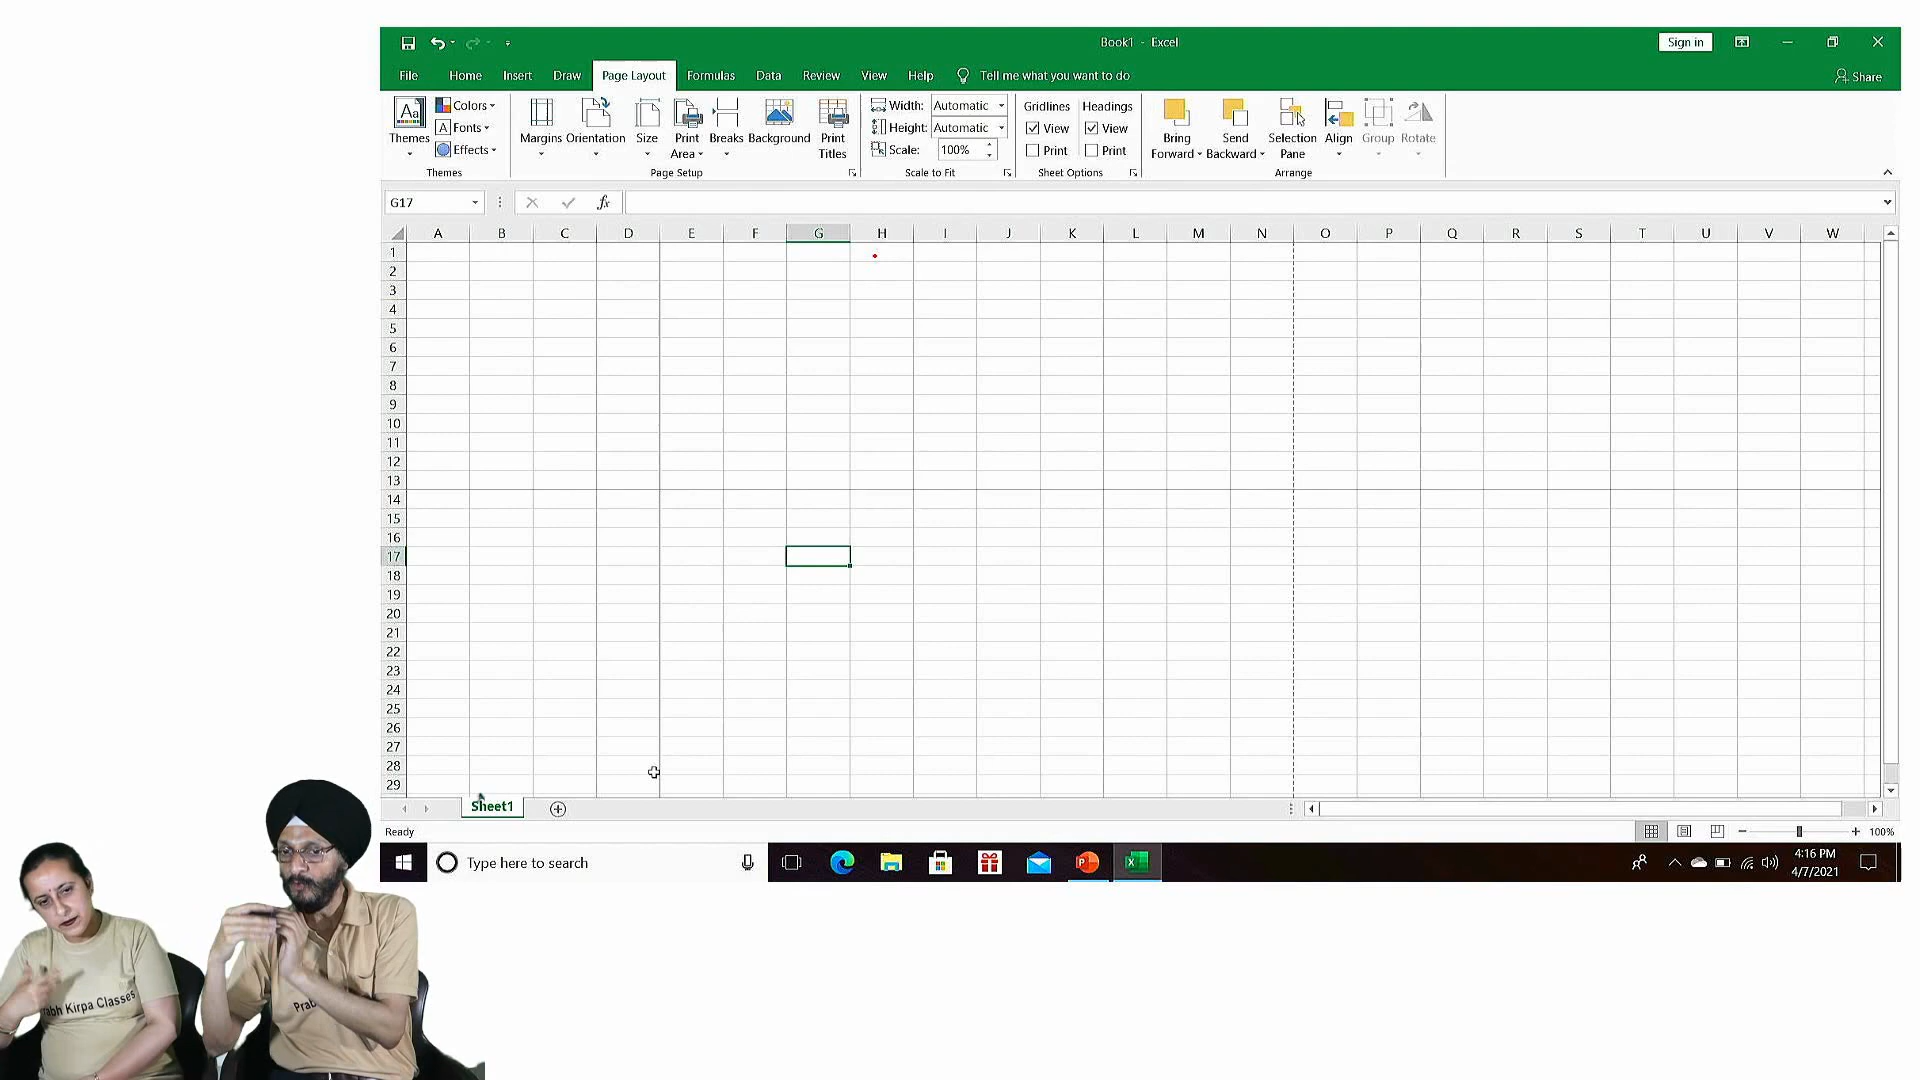 Book1 - Excel
Sign in
File Home Insert Draw Page Layout Formulas Data Review View Help Tell me what you want to do
Share
Themes
Colors
Fonts
Effects
Themes
Margins
Orientation
Size
Print Area
Breaks
Background
Print Titles
Page Setup
Width: Automatic
Height: Automatic
Scale: 100%
Scale to Fit
Gridlines
View
Print
Headings
View
Print
Sheet Options
Bring Forward
Send Backward
Selection Pane
Align
Group
Rotate
Arrange
G17
fx
A B C D E F G H I J K L M N O P Q R S T U V W
1
2
3
4
5
6
7
8
9
10
11
12
13
14
15
16
17
18
19
20
21
22
23
24
25
26
27
28
29
Sheet1
Ready
100%
Type here to search
4:16 PM
4/7/2021
Kirpa Classes